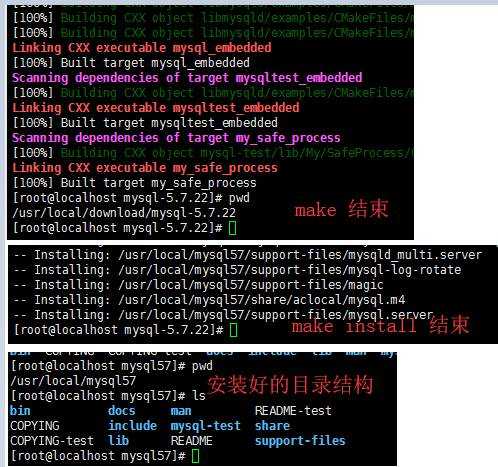 [100%] Building CXX object libmysqld/examples/CMakeFiles/m
[100%] Building CXX object libmysqld/examples/CMakeFiles/m
Linking CXX executable mysql_embedded
[100%] Built target mysql_embedded
Scanning dependencies of target mysqltest_embedded
[100%] Building CXX object libmysqld/examples/CMakeFiles/m
Linking CXX executable mysqltest_embedded
[100%] Built target mysqltest_embedded
Scanning dependencies of target my_safe_process
[100%] Building CXX object mysql-test/lib/My/SafeProcess/C
Linking CXX executable my_safe_process
[100%] Built target my_safe_process
[root@localhost mysql-5.7.22]# pwd
/usr/local/download/mysql-5.7.22
[root@localhost mysql-5.7.22]#
make 结束
-- Installing: /usr/local/mysql57/support-files/mysqld_multi.server
-- Installing: /usr/local/mysql57/support-files/mysql-log-rotate
-- Installing: /usr/local/mysql57/support-files/magic
-- Installing: /usr/local/mysql57/share/aclocal/mysql.m4
-- Installing: /usr/local/mysql57/support-files/mysql.server
[root@localhost mysql-5.7.22]#
make install 结束
bin COPYING COPYING-test docs include lib man my
[root@localhost mysql57]# pwd
/usr/local/mysql57
安装好的目录结构
[root@localhost mysql57]# ls
bin docs man README-test
COPYING include mysql-test share
COPYING-test lib README support-files
[root@localhost mysql57]#